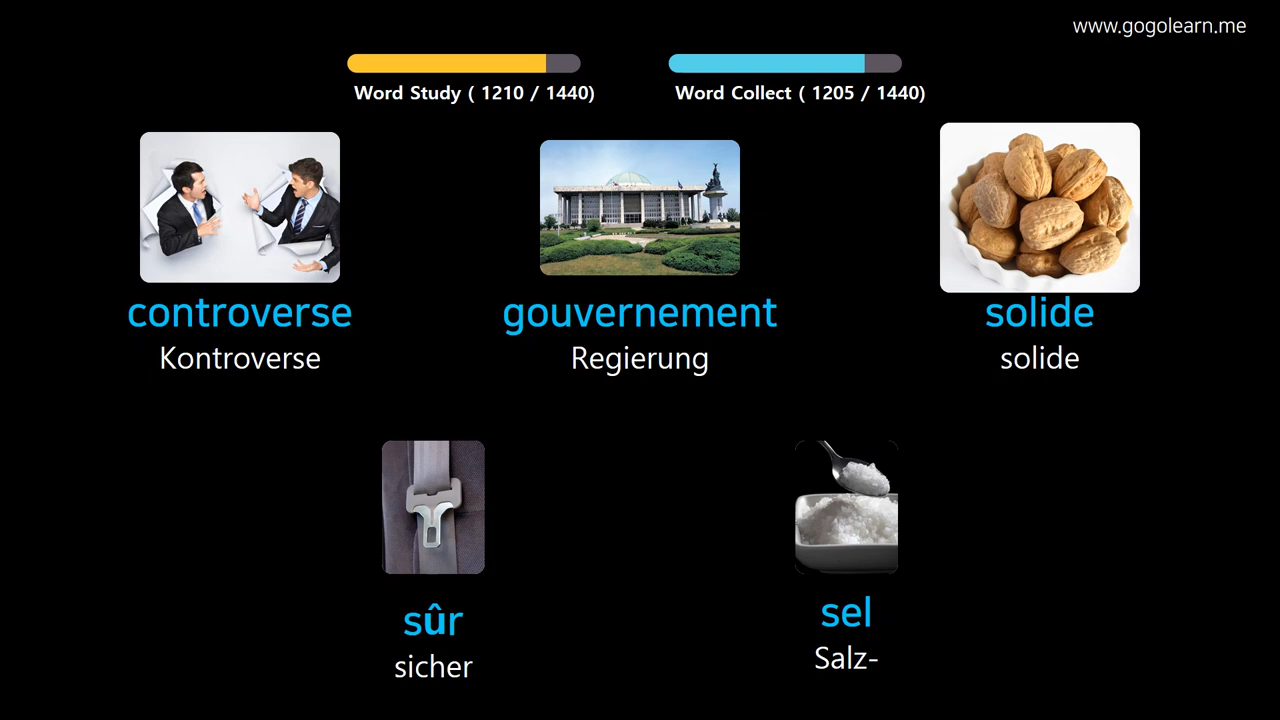 www.gogolearn.me
Word Study ( 1210 / 1440)
Word Collect ( 1205 / 1440)
controverse
Kontroverse
gouvernement
Regierung
solide
solide
sûr
sicher
sel
Salz-